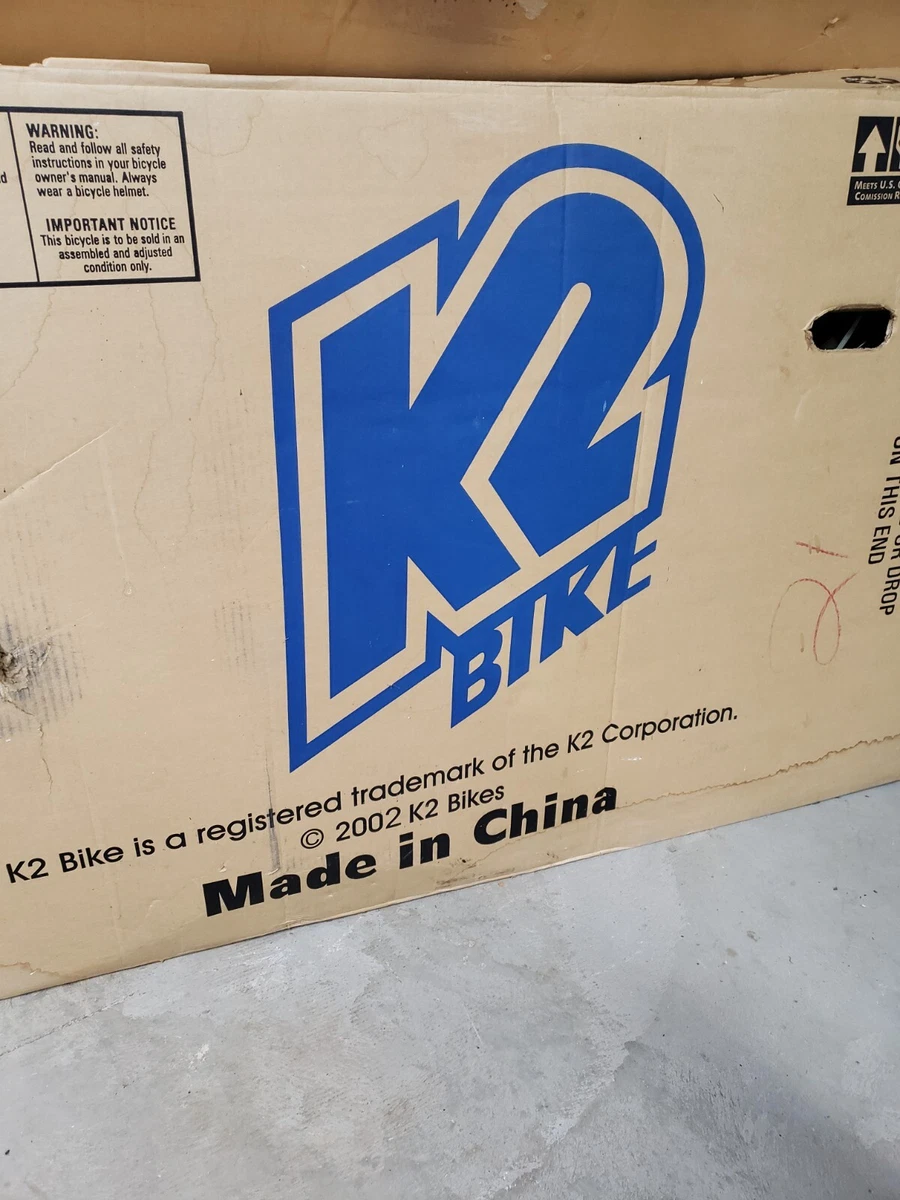 WARNING:
Read and follow all safety
instructions in your bicycle
owner's manual. Always
wear a bicycle helmet.
IMPORTANT NOTICE
This bicycle is to be sold in an
assembled and adjusted
condition only.
MEETS U.S.
COMISSION
K2
BIKE
DROP
THIS END
K2 Bike is a registered trademark of the K2 Corporation.
© 2002 K2 Bikes
Made in China